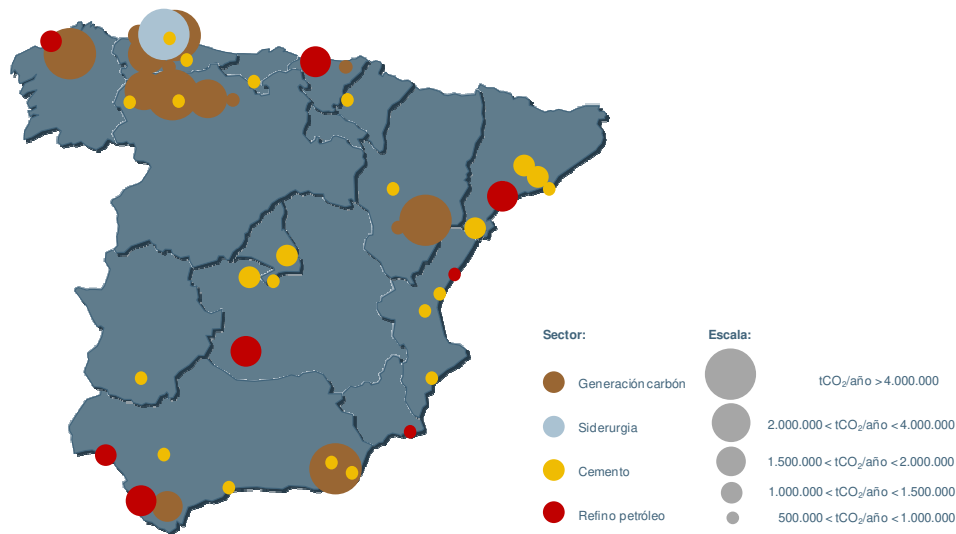 Sector:
Escala:
Generación carbón
tCO₂/año > 4.000.000
Siderurgia
2.000.000 < tCO₂/año < 4.000.000
Cemento
1.500.000 < tCO₂/año < 2.000.000
1.000.000 < tCO₂/año < 1.500.000
Refino petróleo
500.000 < tCO₂/año < 1.000.000